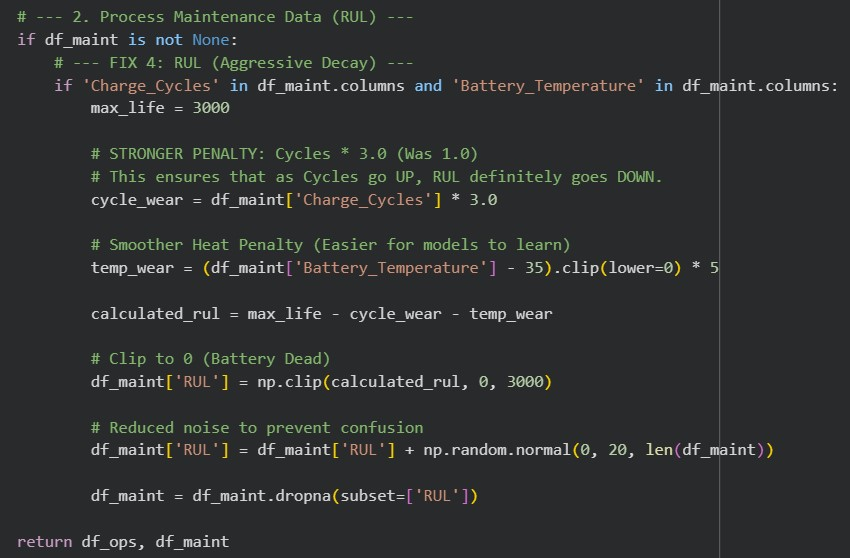 # --- 2. Process Maintenance Data (RUL) ---
if df_maint is not None:
    # --- FIX 4: RUL (Aggressive Decay) ---
    if 'Charge_Cycles' in df_maint.columns and 'Battery_Temperature' in df_maint.columns:
        max_life = 3000

        # STRONGER PENALTY: Cycles * 3.0 (Was 1.0)
        # This ensures that as Cycles go UP, RUL definitely goes DOWN.
        cycle_wear = df_maint['Charge_Cycles'] * 3.0

        # Smoother Heat Penalty (Easier for models to learn)
        temp_wear = (df_maint['Battery_Temperature'] - 35).clip(lower=0) * 5

        calculated_rul = max_life - cycle_wear - temp_wear

        # Clip to 0 (Battery Dead)
        df_maint['RUL'] = np.clip(calculated_rul, 0, 3000)

        # Reduced noise to prevent confusion
        df_maint['RUL'] = df_maint['RUL'] + np.random.normal(0, 20, len(df_maint))

        df_maint = df_maint.dropna(subset=['RUL'])

return df_ops, df_maint